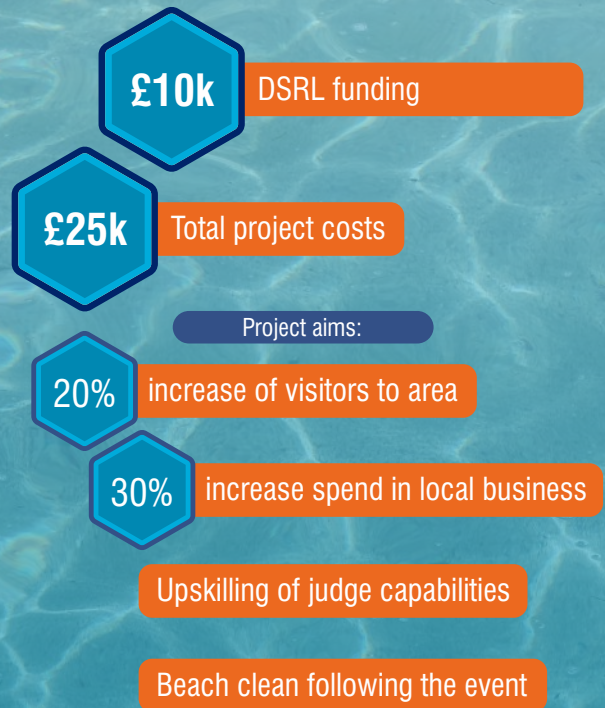 £10k DSRL funding
£25k Total project costs
Project aims:
20% increase of visitors to area
30% increase spend in local business
Upskilling of judge capabilities
Beach clean following the event